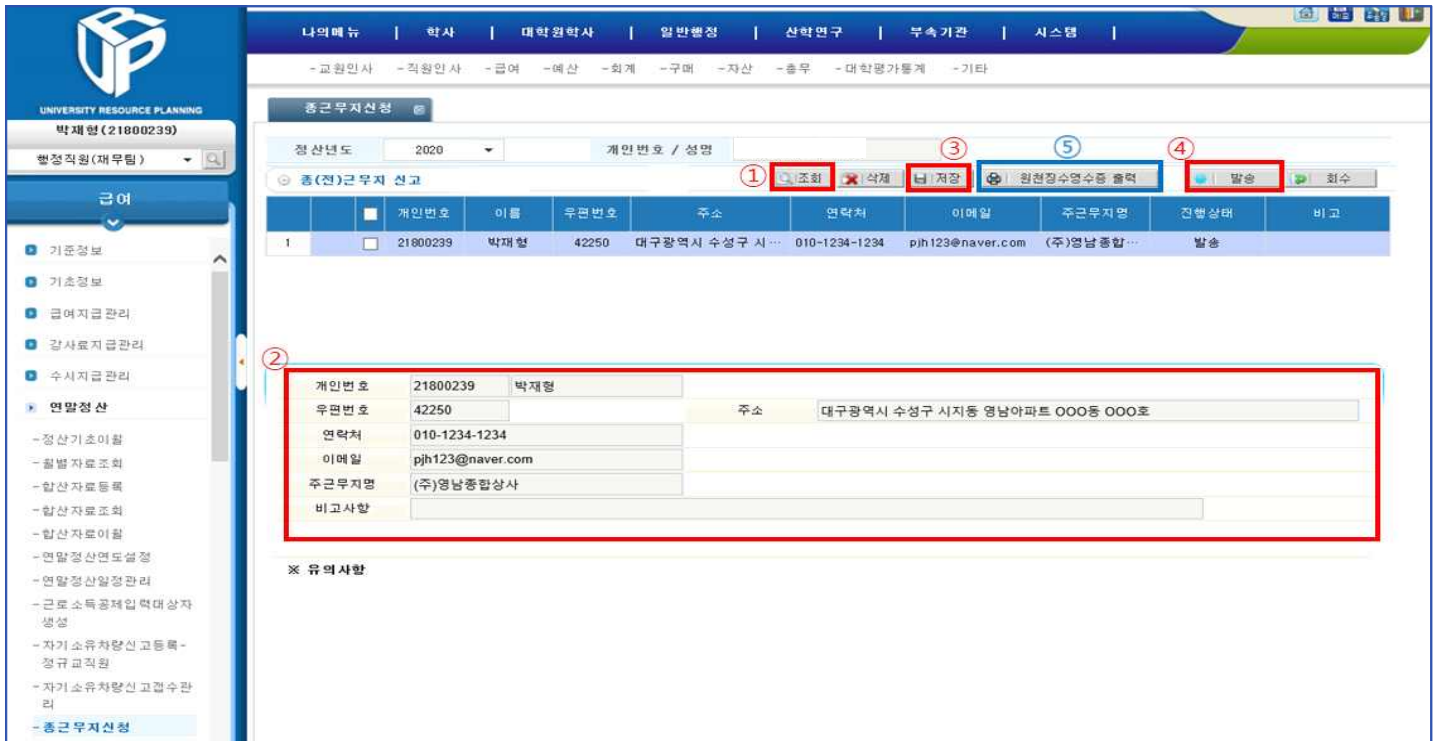 나의메뉴 | 학사 | 대학원학사 | 일반행정 | 산학연구 | 부속기관 | 시스템 |
-교원인사 -직원인사 -급여 -예산 -회계 -구매 -자산 -총무 -대학평가통계 -기타
UP
UNIVERSITY RESOURCE PLANNING
박재형(21800239)
행정직원(재무팀)
급여
기준정보
기초정보
급여지급관리
강사료지급관리
수시지급관리
연말정산
-정산기초이월
-월별자료조회
-합산자료등록
-합산자료조회
-합산자료이월
-연말정산연도설정
-연말정산일정관리
-근로소득공제입력대상자
생성
-자기소유차량신고등록-
정규교직원
-자기소유차량신고접수관
리
-종근무지신청
종근무지신청
정산년도 2020 개인번호 / 성명
③ ⑤ ④
종(전)근무지 신고 ① 조회 삭제 저장 원천징수영수증 출력 발송 회수
개인번호 이름 우편번호 주소 연락처 이메일 주근무지명 진행상태 비고
1 21800239 박재형 42250 대구광역시 수성구 시… 010-1234-1234 pjh123@naver.com (주)영남종합… 발송
②
개인번호 21800239 박재형
우편번호 42250 주소 대구광역시 수성구 시지동 영남아파트 OOO동 OOO호
연락처 010-1234-1234
이메일 pjh123@naver.com
주근무지명 (주)영남종합상사
비고사항
※ 유의사항